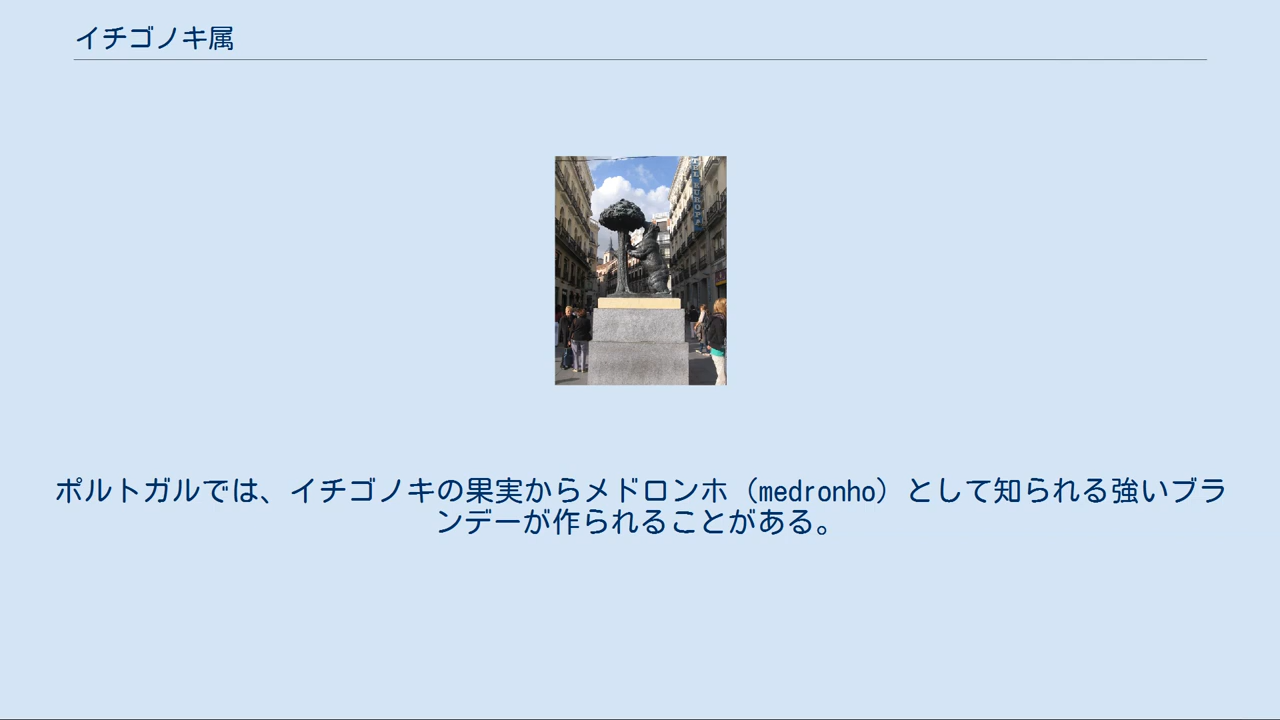 イチゴノキ属
ポルトガルでは、イチゴノキの果実からメドロンホ（medronho）として知られる強いブラ
ンデーが作られることがある。